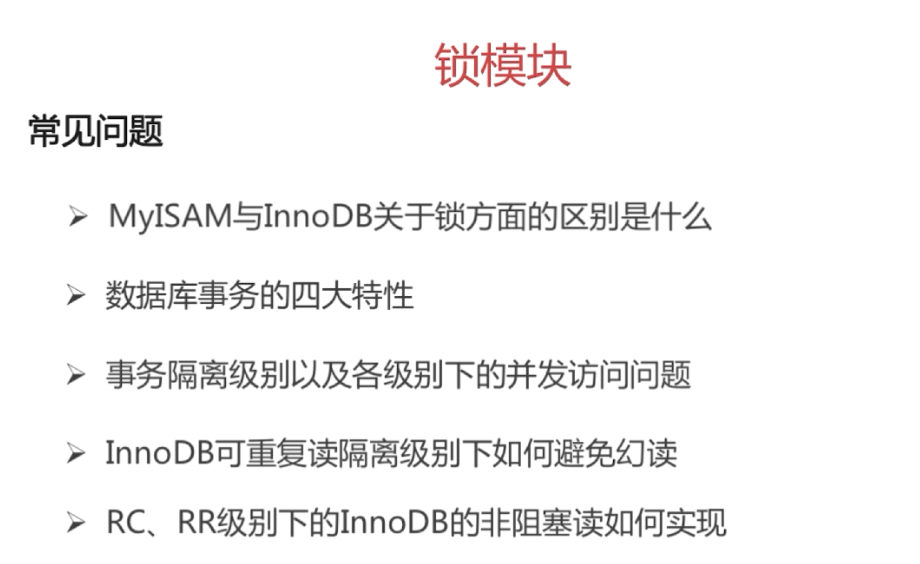 锁模块
常见问题
➢ MyISAM与InnoDB关于锁方面的区别是什么
➢ 数据库事务的四大特性
➢ 事务隔离级别以及各级别下的并发访问问题
➢ InnoDB可重复读隔离级别下如何避免幻读
➢ RC、RR级别下的InnoDB的非阻塞读如何实现